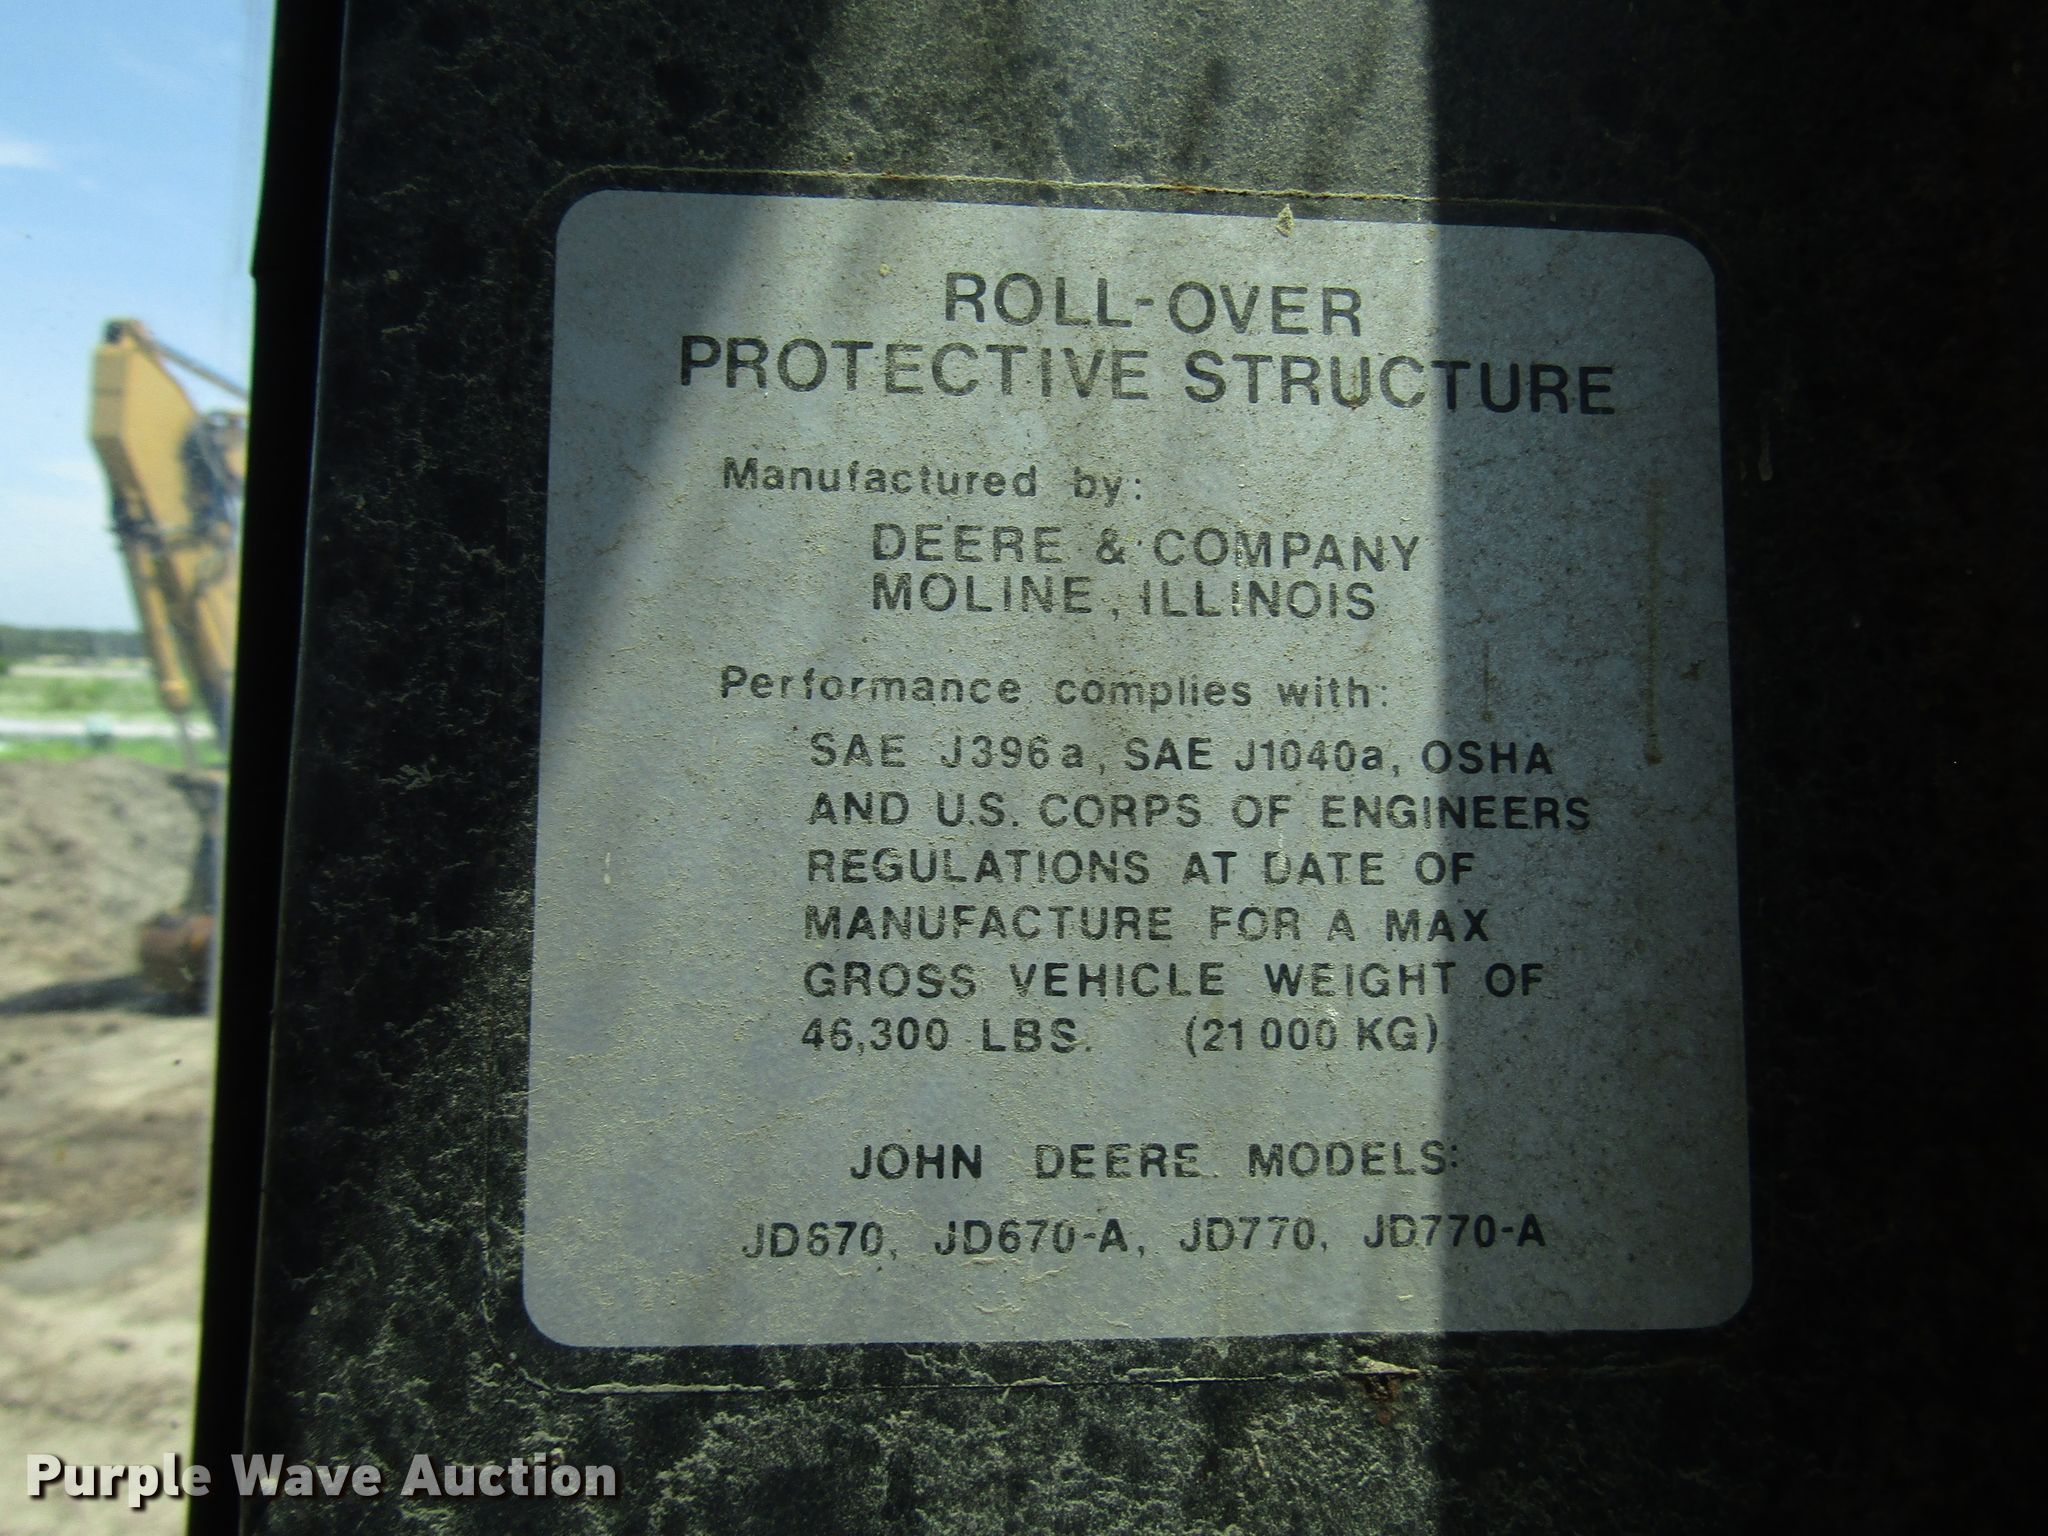 ROLL-OVER
PROTECTIVE STRUCTURE
Manufactured by:
DEERE & COMPANY
MOLINE, ILLINOIS
Performance complies with:
SAE J396a, SAE J1040a, OSHA
AND U.S. CORPS OF ENGINEERS
REGULATIONS AT DATE OF
MANUFACTURE FOR A MAX
GROSS VEHICLE WEIGHT OF
46,300 LBS. (21 000 KG)
JOHN DEERE MODELS:
JD670, JD670-A, JD770, JD770-A
Purple Wave Auction